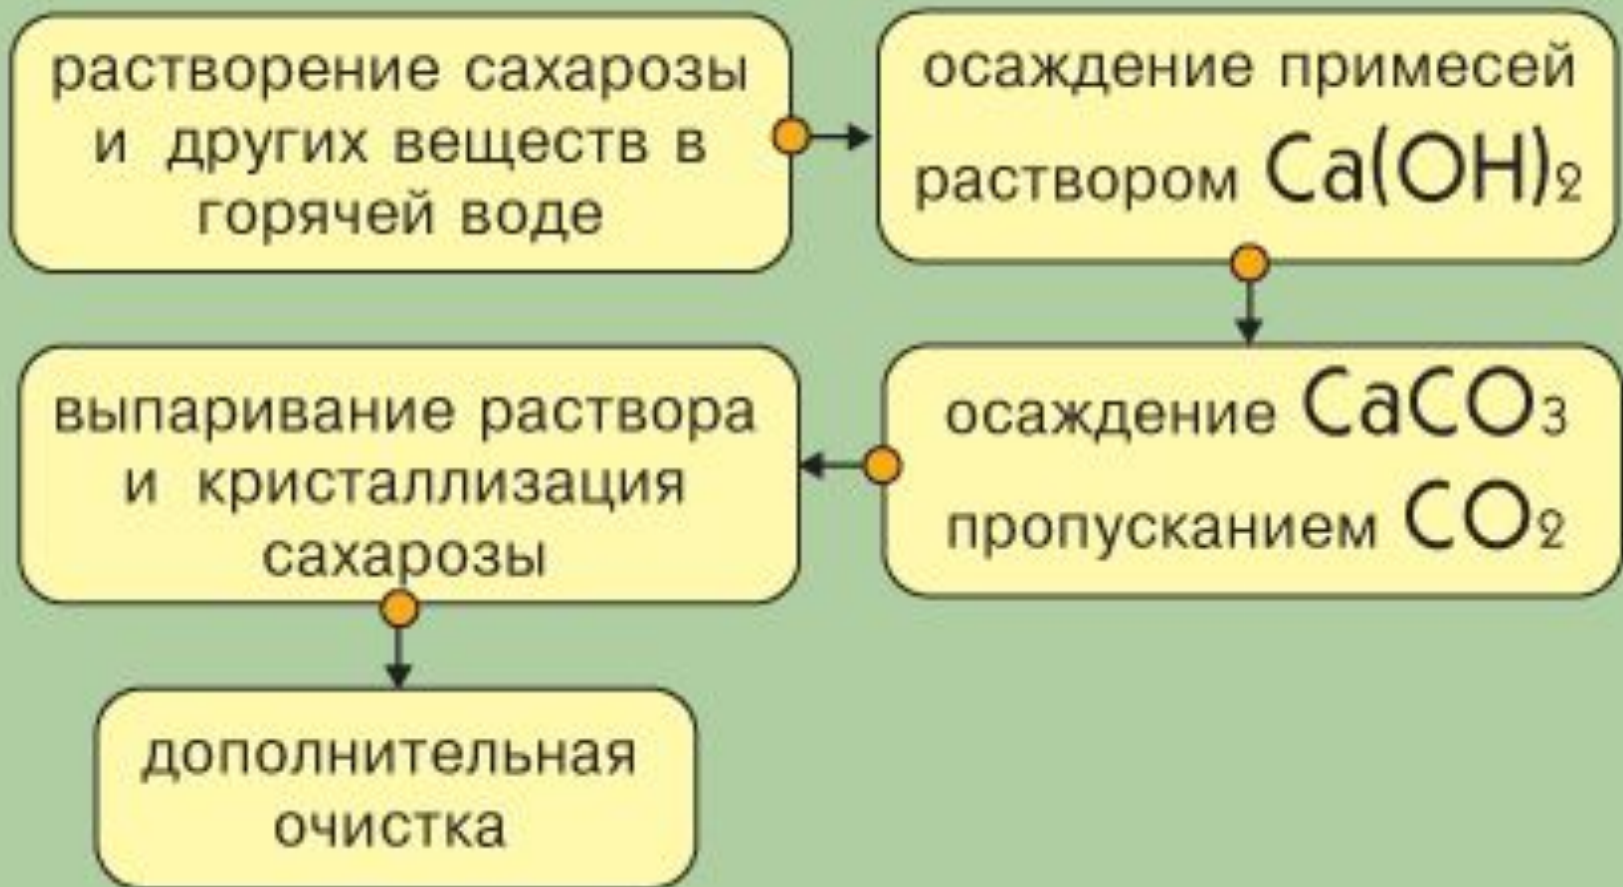 растворение сахарозы
и других веществ в
горячей воде
осаждение примесей
раствором Ca(OH)₂
осаждение CaCO₃
пропусканием CO₂
выпаривание раствора
и кристаллизация
сахарозы
дополнительная
очистка